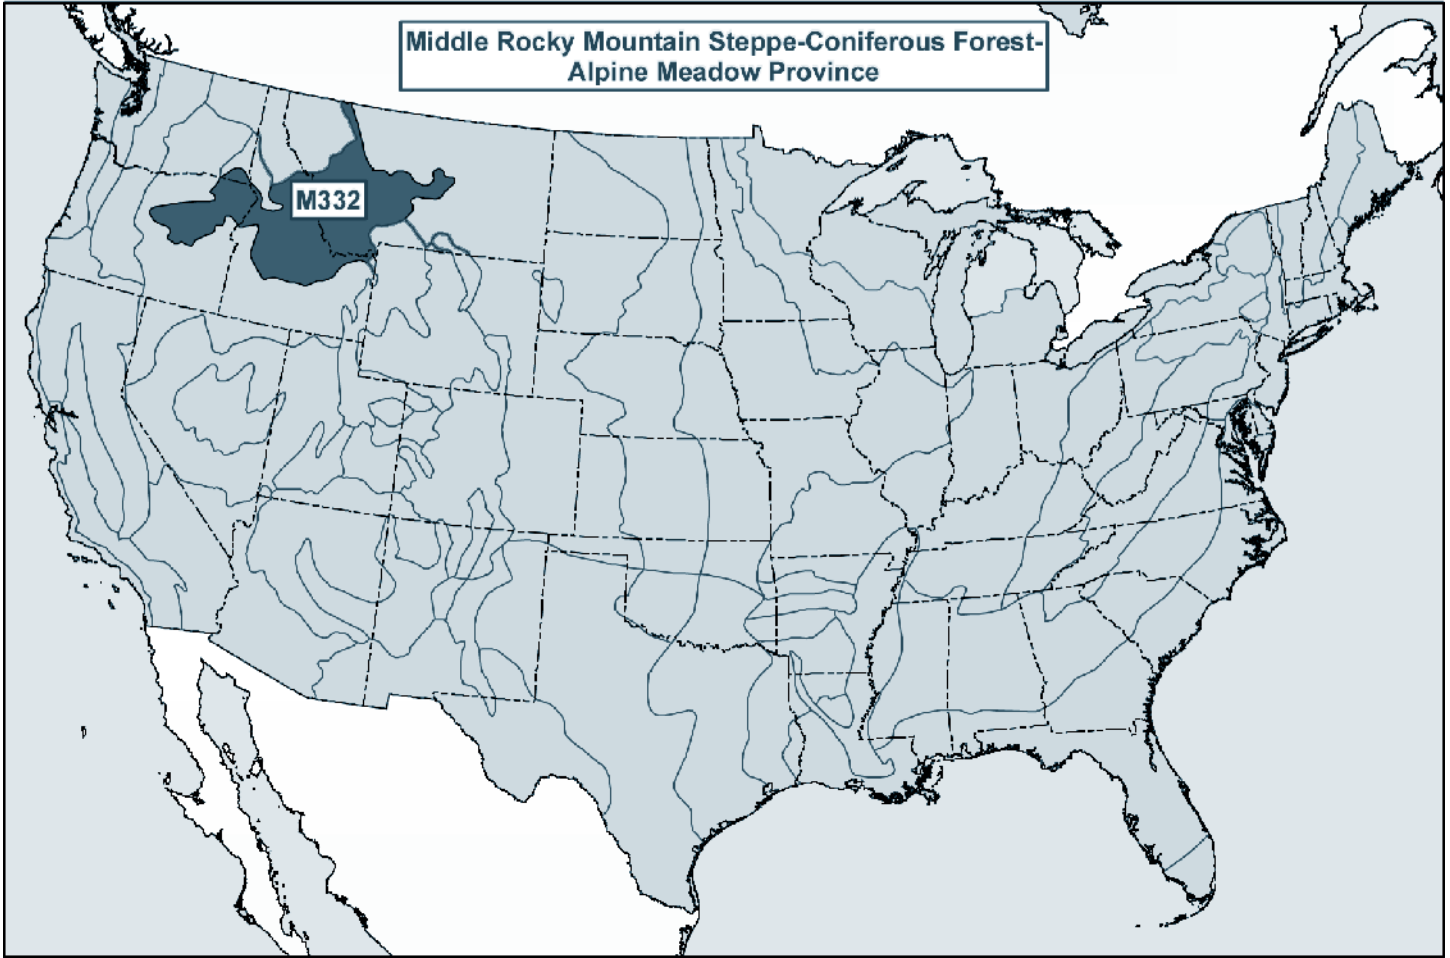 Middle Rocky Mountain Steppe-Coniferous Forest-
Alpine Meadow Province
M332